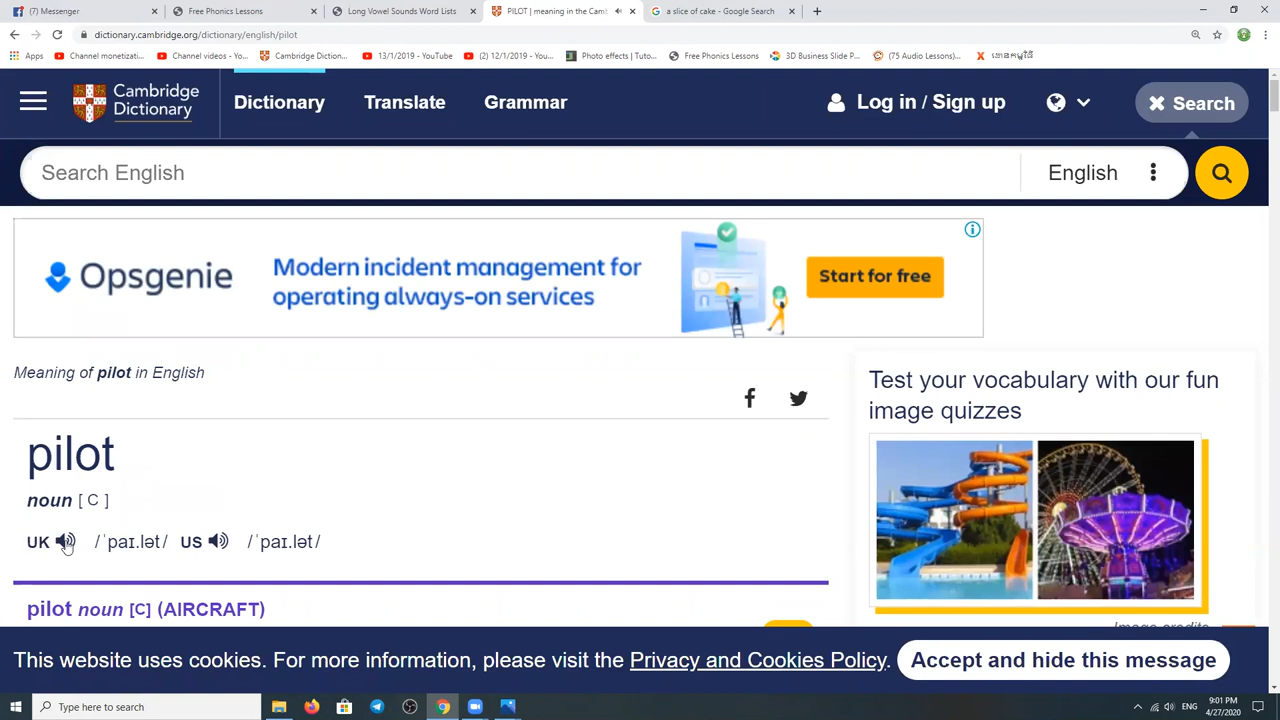 (7) Messenger
Free Phonics Lessons
Long Vowel Sounds Word Lists
PILOT | meaning in the Cam
a slice of cake - Google Search
dictionary.cambridge.org/dictionary/english/pilot
Apps
Channel monetizati...
Channel videos - Yo...
Cambridge Diction...
13/1/2019 - YouTube
(2) 12/1/2019 - You...
Photo effects | Tuto...
Free Phonics Lessons
3D Business Slide P...
(75 Audio Lessons)...
Cambridge Dictionary
Dictionary
Translate
Grammar
Log in / Sign up
Search
Search English
English
Opsgenie
Modern incident management for
operating always-on services
Start for free
Meaning of pilot in English
Test your vocabulary with our fun
image quizzes
pilot
noun [ C ]
UK /ˈpaɪ.lət/ US /ˈpaɪ.lət/
pilot noun [C] (AIRCRAFT)
Image credits
This website uses cookies. For more information, please visit the Privacy and Cookies Policy.
Accept and hide this message
Type here to search
ENG
9:01 PM
4/27/2020